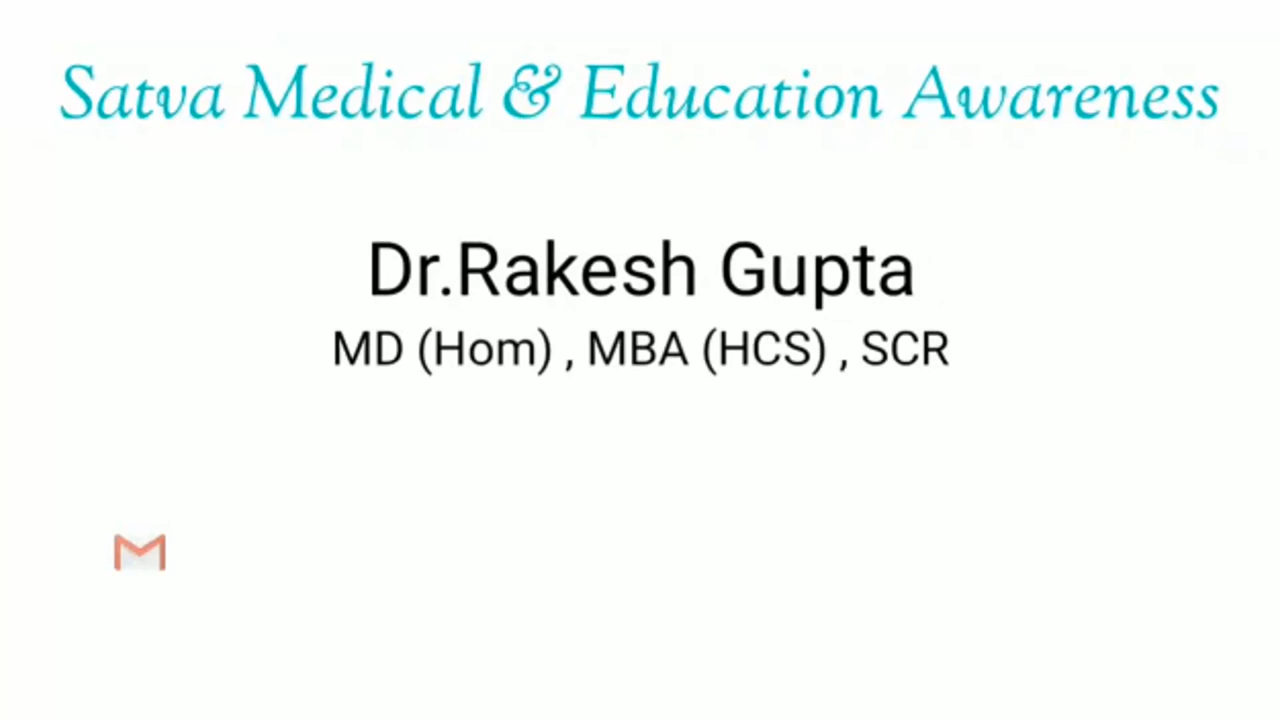 Satva Medical & Education Awareness
Dr.Rakesh Gupta
MD (Hom) , MBA (HCS) , SCR